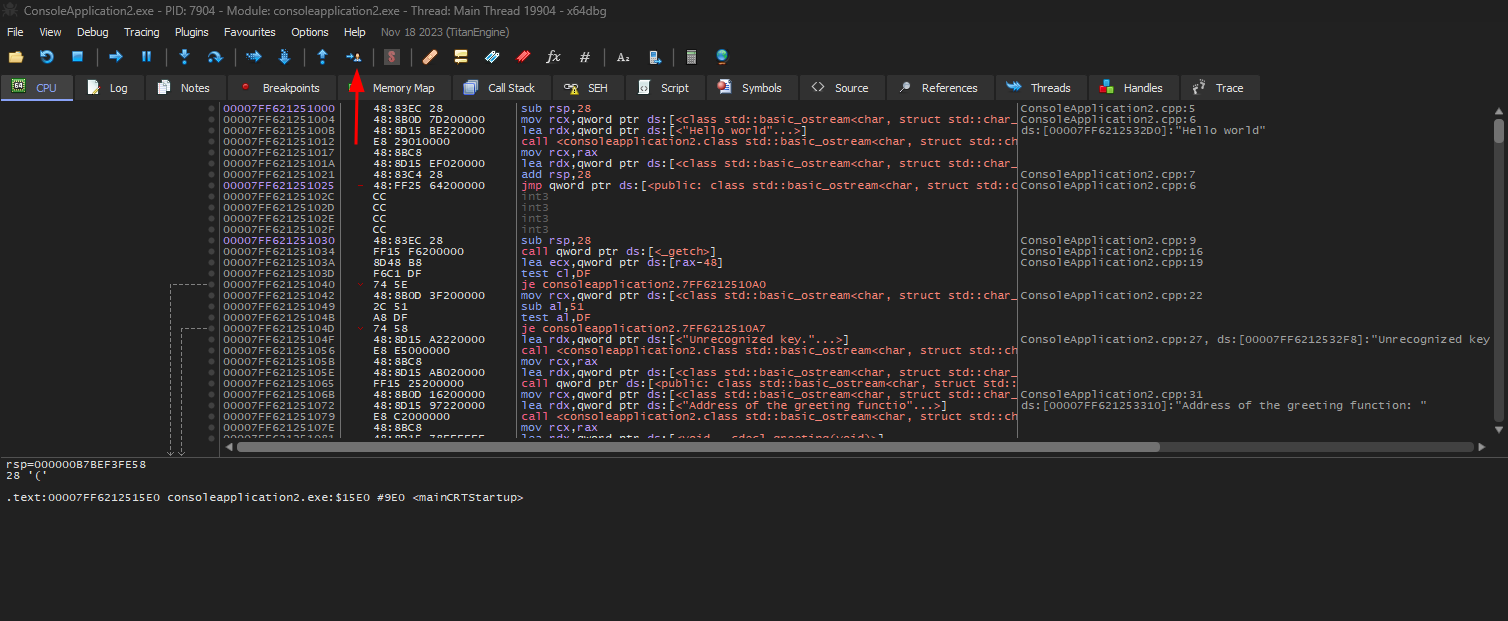 ConsoleApplication2.exe - PID: 7904 - Module: consoleapplication2.exe - Thread: Main Thread 19904 - x64dbg
File View Debug Tracing Plugins Favourites Options Help Nov 18 2023 (TitanEngine)
fx # A₂
64 CPU Log Notes Breakpoints Memory Map Call Stack SEH Script Symbols Source References Threads Handles Trace
00007FF621251000 48:83EC 28 sub rsp,28 ConsoleApplication2.cpp:5
00007FF621251004 48:8B0D 7D200000 mov rcx,qword ptr ds:[<class std::basic_ostream<char, struct std::char_ ConsoleApplication2.cpp:6
00007FF62125100B 48:8D15 BE220000 lea rdx,qword ptr ds:[<"Hello world"...>] ds:[00007FF6212532D0]:"Hello world"
00007FF621251012 E8 29010000 call <consoleapplication2.class std::basic_ostream<char, struct std::ch
00007FF621251017 48:8BC8 mov rcx,rax
00007FF62125101A 48:8D15 EF020000 lea rdx,qword ptr ds:[<class std::basic_ostream<char, struct std::char_
00007FF621251021 48:83C4 28 add rsp,28 ConsoleApplication2.cpp:7
00007FF621251025 48:FF25 64200000 jmp qword ptr ds:[<public: class std::basic_ostream<char, struct std::c ConsoleApplication2.cpp:6
00007FF62125102C CC int3
00007FF62125102D CC int3
00007FF62125102E CC int3
00007FF62125102F CC int3
00007FF621251030 48:83EC 28 sub rsp,28 ConsoleApplication2.cpp:9
00007FF621251034 FF15 F6200000 call qword ptr ds:[<_getch>] ConsoleApplication2.cpp:16
00007FF62125103A 8D48 B8 lea ecx,qword ptr ds:[rax-48] ConsoleApplication2.cpp:19
00007FF62125103D F6C1 DF test cl,DF
00007FF621251040 74 5E je consoleapplication2.7FF6212510A0
00007FF621251042 48:8B0D 3F200000 mov rcx,qword ptr ds:[<class std::basic_ostream<char, struct std::char_ ConsoleApplication2.cpp:22
00007FF621251049 2C 51 sub al,51
00007FF62125104B A8 DF test al,DF
00007FF62125104D 74 58 je consoleapplication2.7FF6212510A7
00007FF62125104F 48:8D15 A2220000 lea rdx,qword ptr ds:[<"Unrecognized key."...>] ConsoleApplication2.cpp:27, ds:[00007FF6212532F8]:"Unrecognized key
00007FF621251056 E8 E5000000 call <consoleapplication2.class std::basic_ostream<char, struct std::ch
00007FF62125105B 48:8BC8 mov rcx,rax
00007FF62125105E 48:8D15 AB020000 lea rdx,qword ptr ds:[<class std::basic_ostream<char, struct std::char_
00007FF621251065 FF15 25200000 call qword ptr ds:[<public: class std::basic_ostream<char, struct std::
00007FF62125106B 48:8B0D 16200000 mov rcx,qword ptr ds:[<class std::basic_ostream<char, struct std::char_ ConsoleApplication2.cpp:31
00007FF621251072 48:8D15 97220000 lea rdx,qword ptr ds:[<"Address of the greeting functio"...>] ds:[00007FF621253310]:"Address of the greeting function: "
00007FF621251079 E8 C2000000 call <consoleapplication2.class std::basic_ostream<char, struct std::ch
00007FF62125107E 48:8BC8 mov rcx,rax
rsp=000000B7BEF3FE58
28 '('
.text:00007FF6212515E0 consoleapplication2.exe:$15E0 #9E0 <mainCRTStartup>